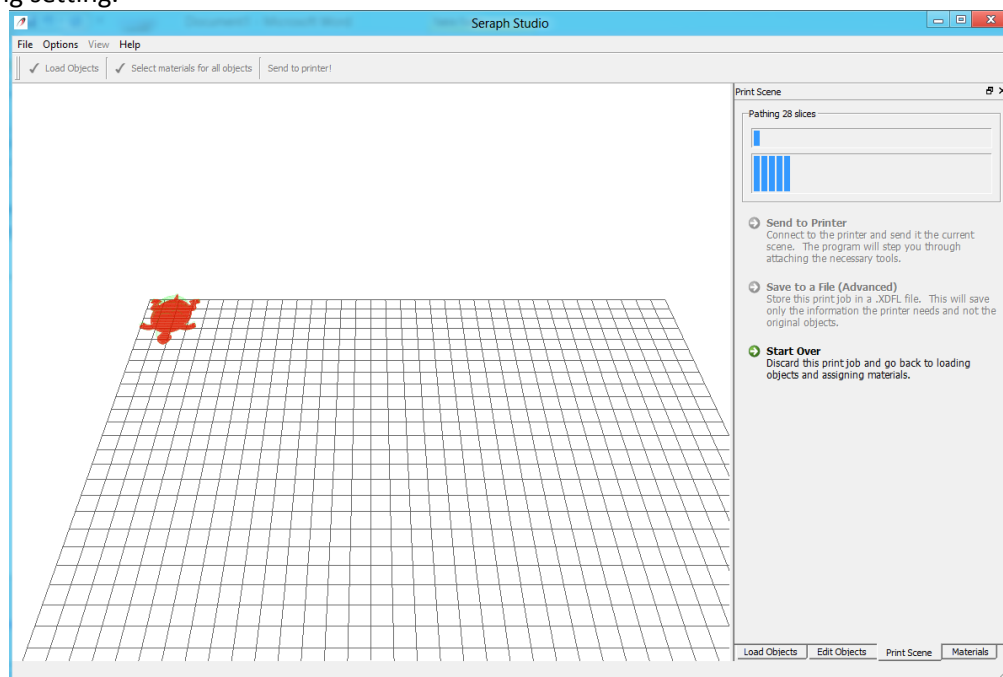 ng setting.
Seraph Studio
File Options View Help
Load Objects Select materials for all objects Send to printer!
Print Scene
Pathing 28 slices
Send to Printer
Connect to the printer and send it the current
scene. The program will step you through
attaching the necessary tools.
Save to a File (Advanced)
Store this print job in a .XDFL file. This will save
only the information the printer needs and not the
original objects.
Start Over
Discard this print job and go back to loading
objects and assigning materials.
Load Objects Edit Objects Print Scene Materials